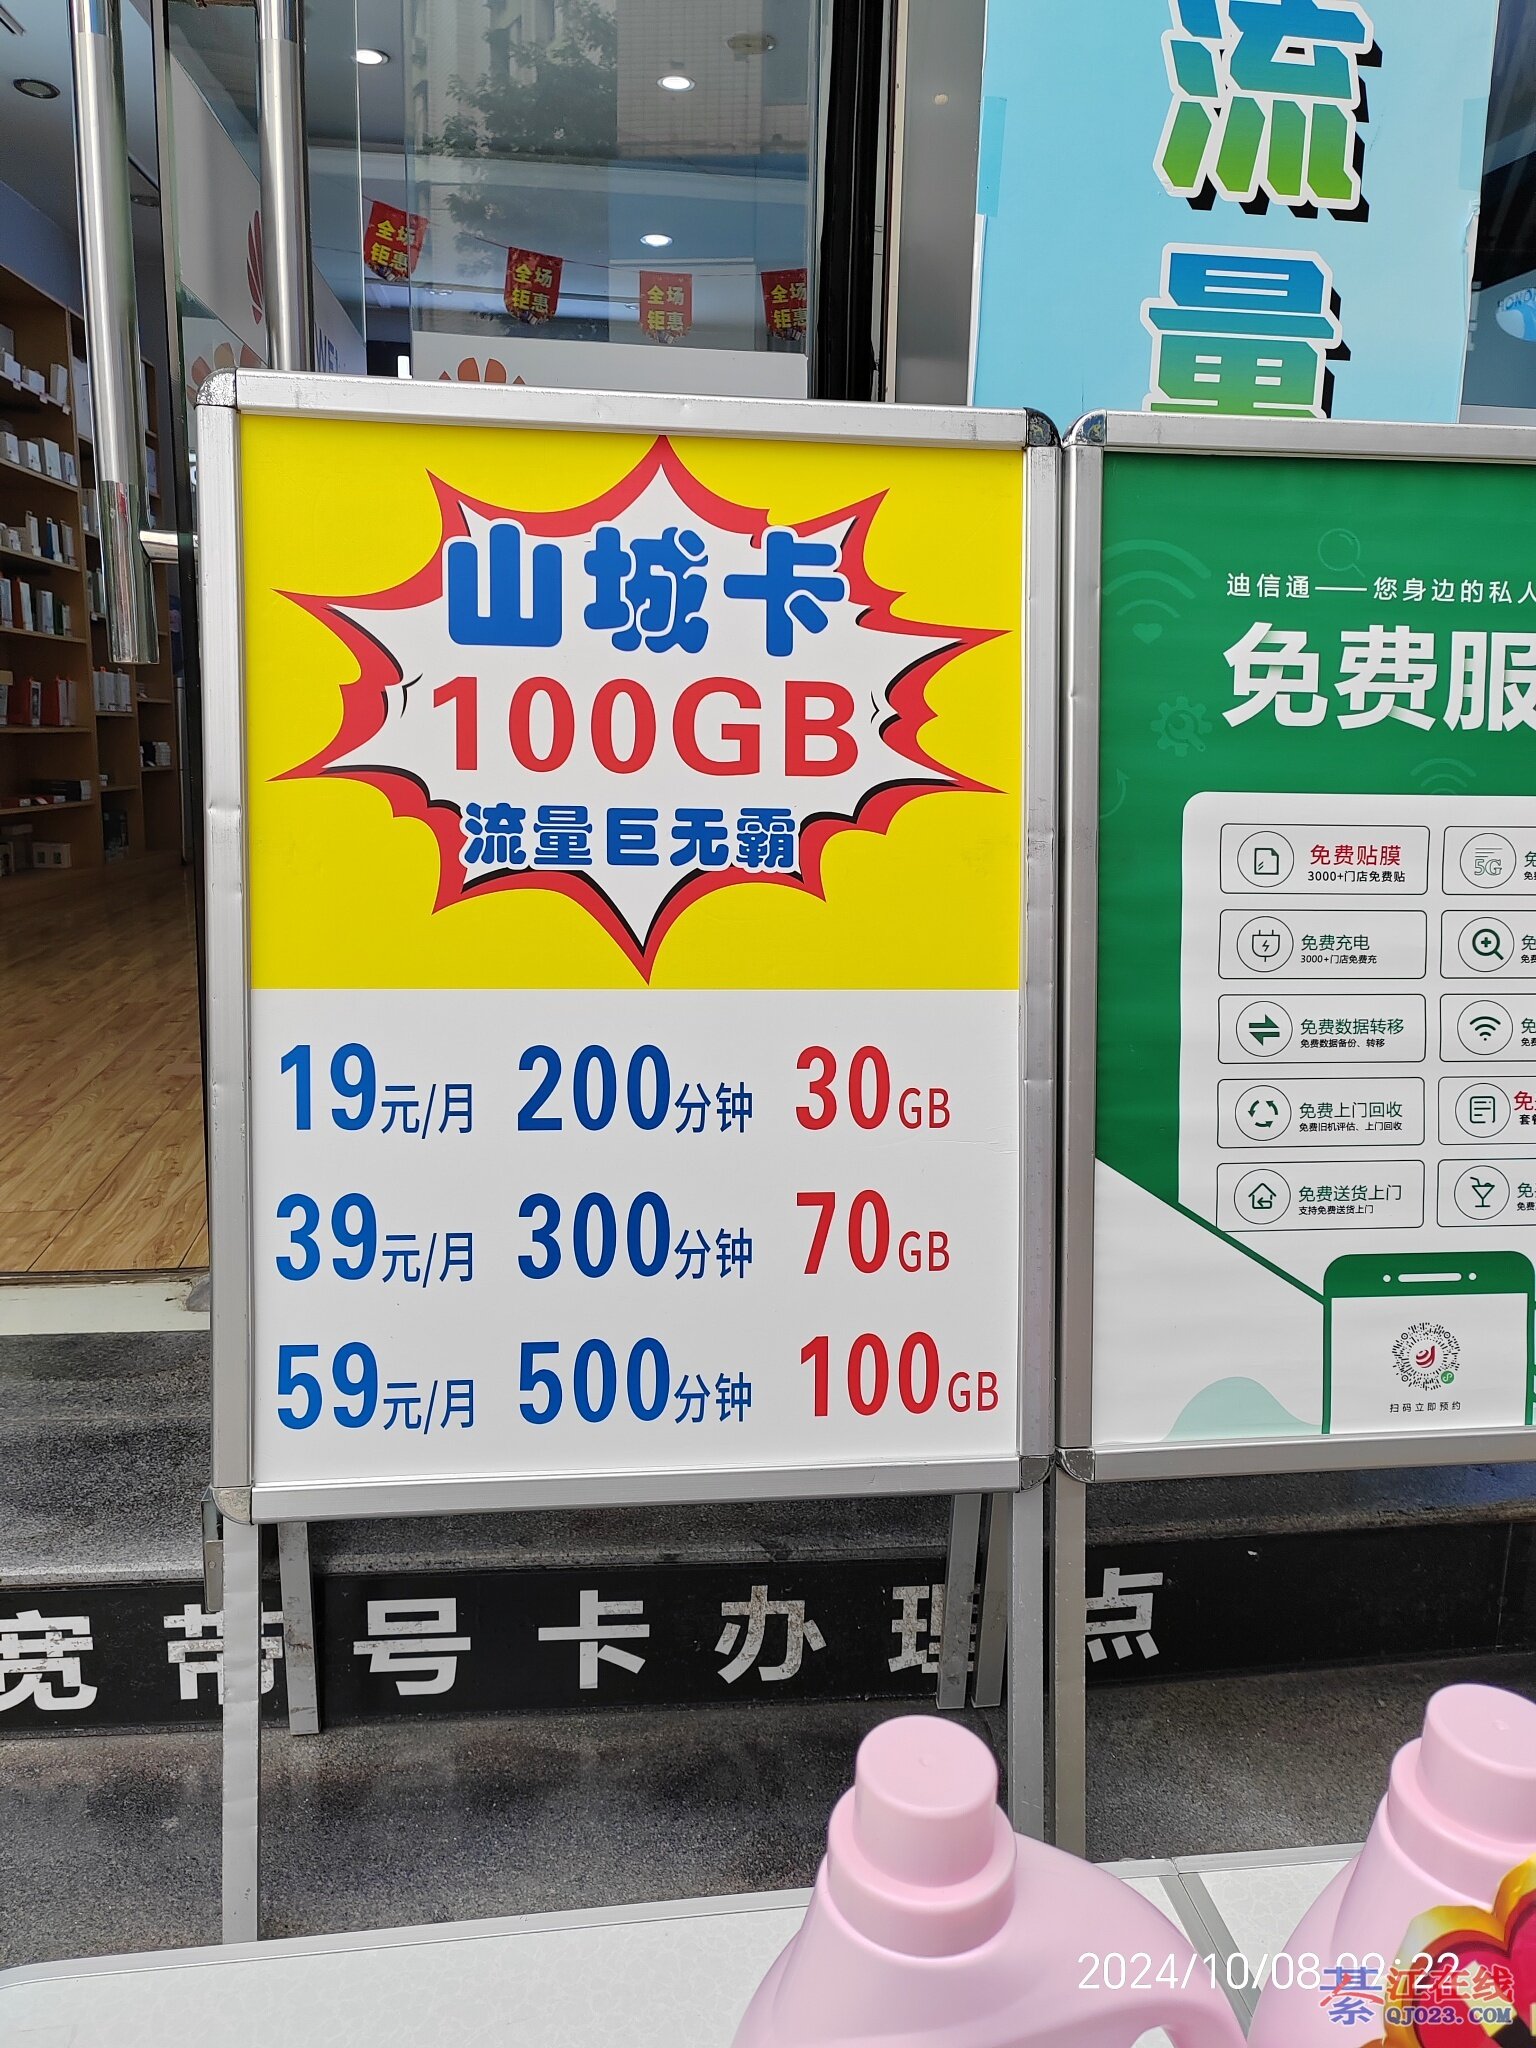 流量
全场
钜惠
全场
钜惠
全场
钜惠
全场
钜惠
山城卡
100GB
流量巨无霸
19元/月 200分钟 30GB
39元/月 300分钟 70GB
59元/月 500分钟 100GB
迪信通——您身边的私人
免费服
免费贴膜
3000+门店免费贴
5G
免费充电
3000+门店免费充
免费数据转移
免费数据备份、转移
免费上门回收
免费旧机评估、上门回收
免费送货上门
支持免费送货上门
扫码立即预约
宽带号卡办理点
2024/10/08
綦江在线
QJ023.COM